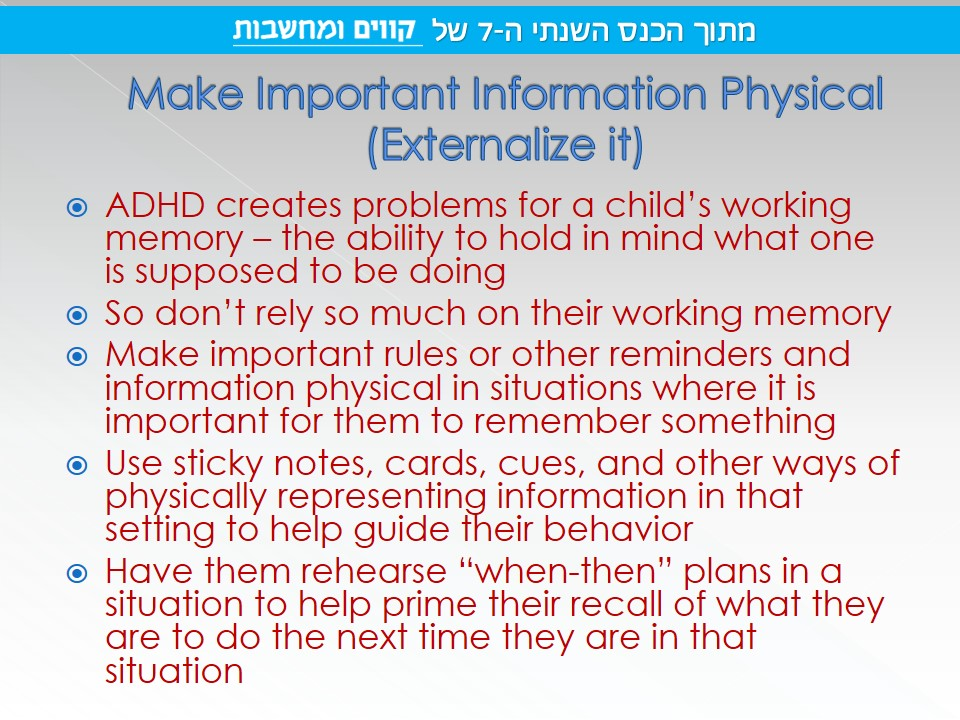 מתוך הכנס השנתי ה-7 של קווים ומחשבות
Make Important Information Physical
(Externalize it)
ADHD creates problems for a child’s working
memory – the ability to hold in mind what one
is supposed to be doing
So don’t rely so much on their working memory
Make important rules or other reminders and
information physical in situations where it is
important for them to remember something
Use sticky notes, cards, cues, and other ways of
physically representing information in that
setting to help guide their behavior
Have them rehearse “when-then” plans in a
situation to help prime their recall of what they
are to do the next time they are in that
situation